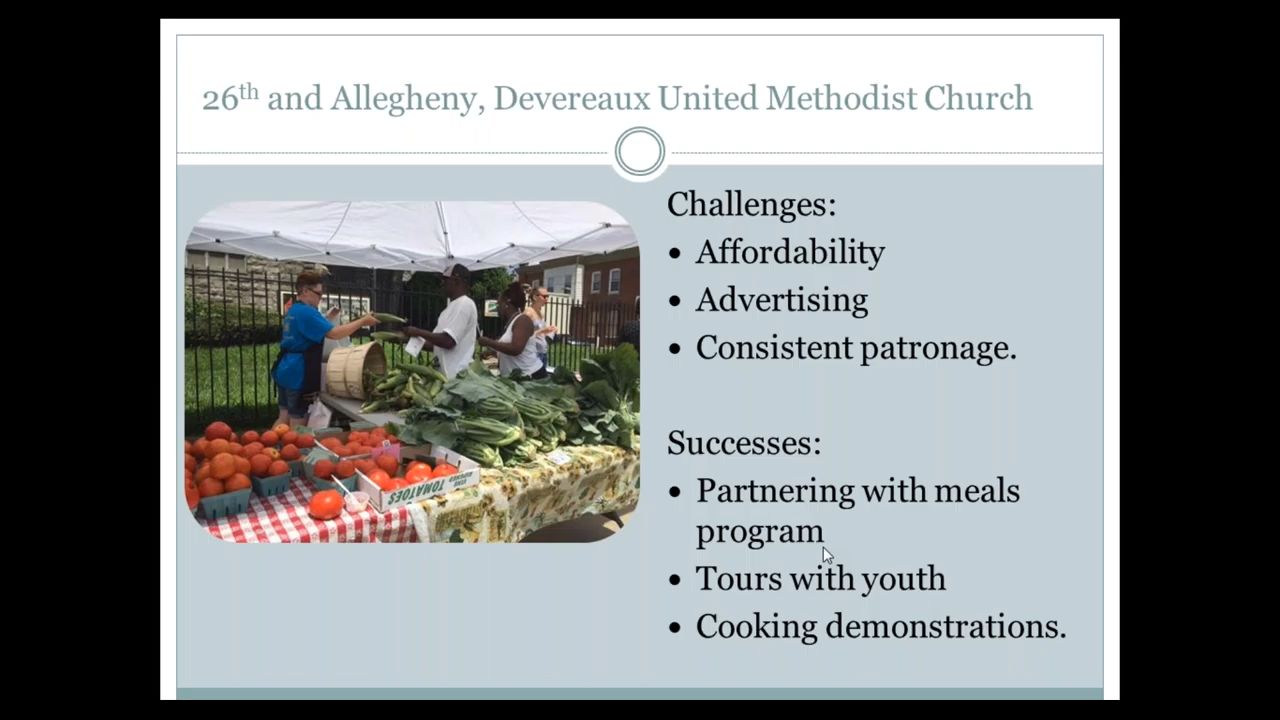 26th and Allegheny, Devereaux United Methodist Church
Challenges:
• Affordability
• Advertising
• Consistent patronage.
Successes:
• Partnering with meals
program
• Tours with youth
• Cooking demonstrations.
TOMATOES